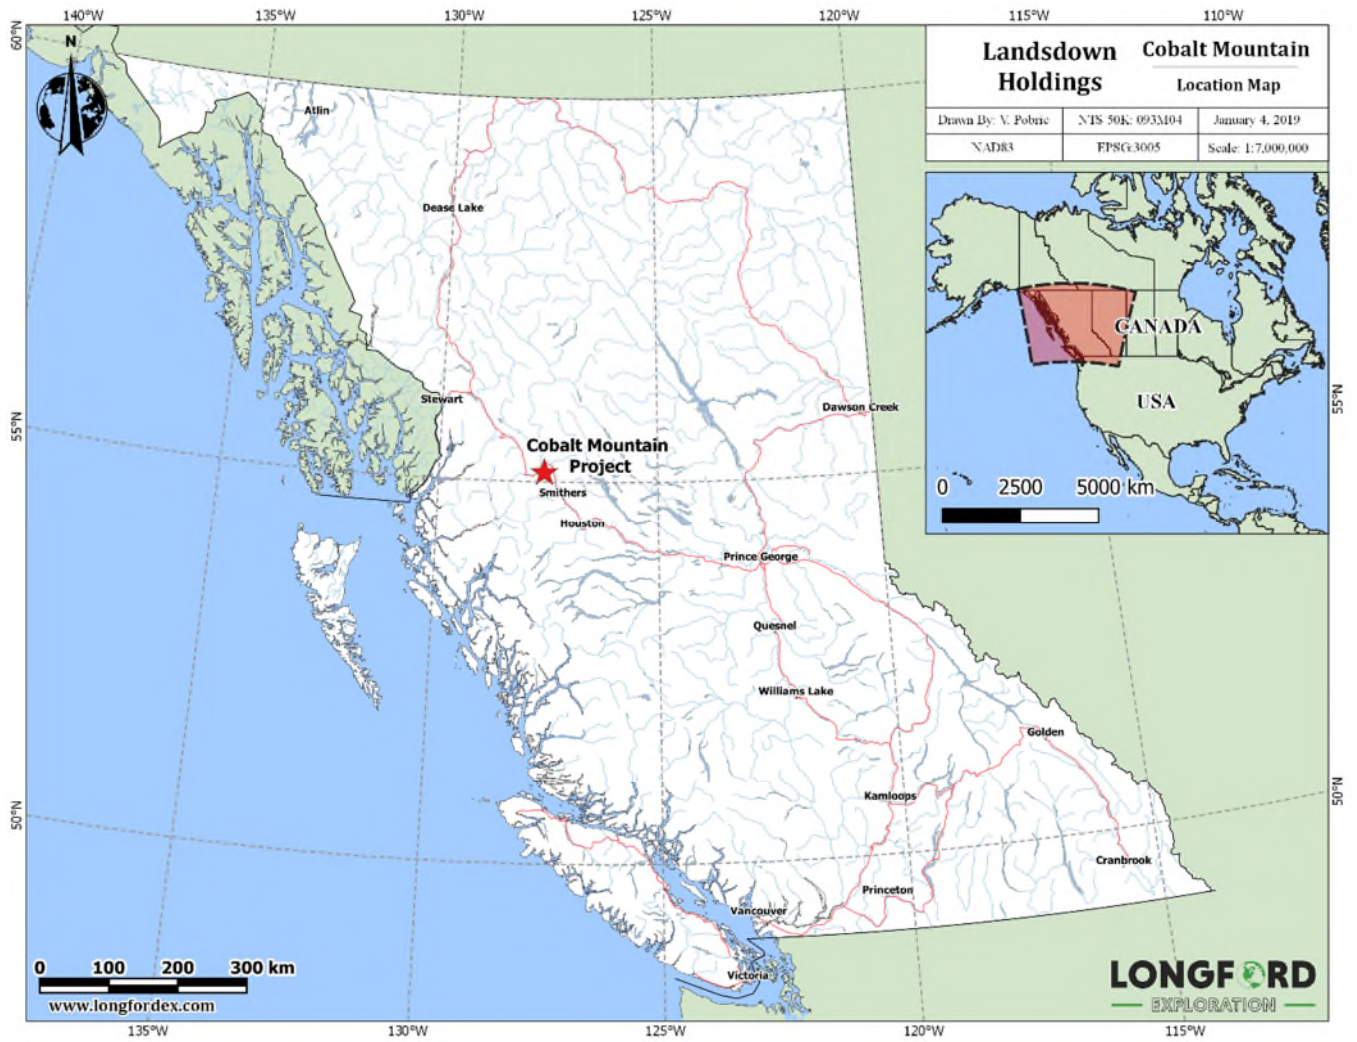 140°W 135°W 130°W 125°W 120°W 115°W 110°W
60°N
N
Landsdown
Holdings
Cobalt Mountain
Location Map
Drawn By: V. Pobric
NTS 50K: 093M04
January 4, 2019
NAD83
EPSG:3005
Scale: 1:7,000,000
Atlin
Dease Lake
CANADA
USA
0 2500 5000 km
Stewart
Dawson Creek
55°N
55°N
Cobalt Mountain
Project
Smithers
Houston
Prince George
Quesnel
Williams Lake
Golden
Kamloops
50°N
50°N
Cranbrook
Princeton
Vancouver
Victoria
0 100 200 300 km
www.longfordex.com
LONGFORD
EXPLORATION
135°W 130°W 125°W 120°W 115°W